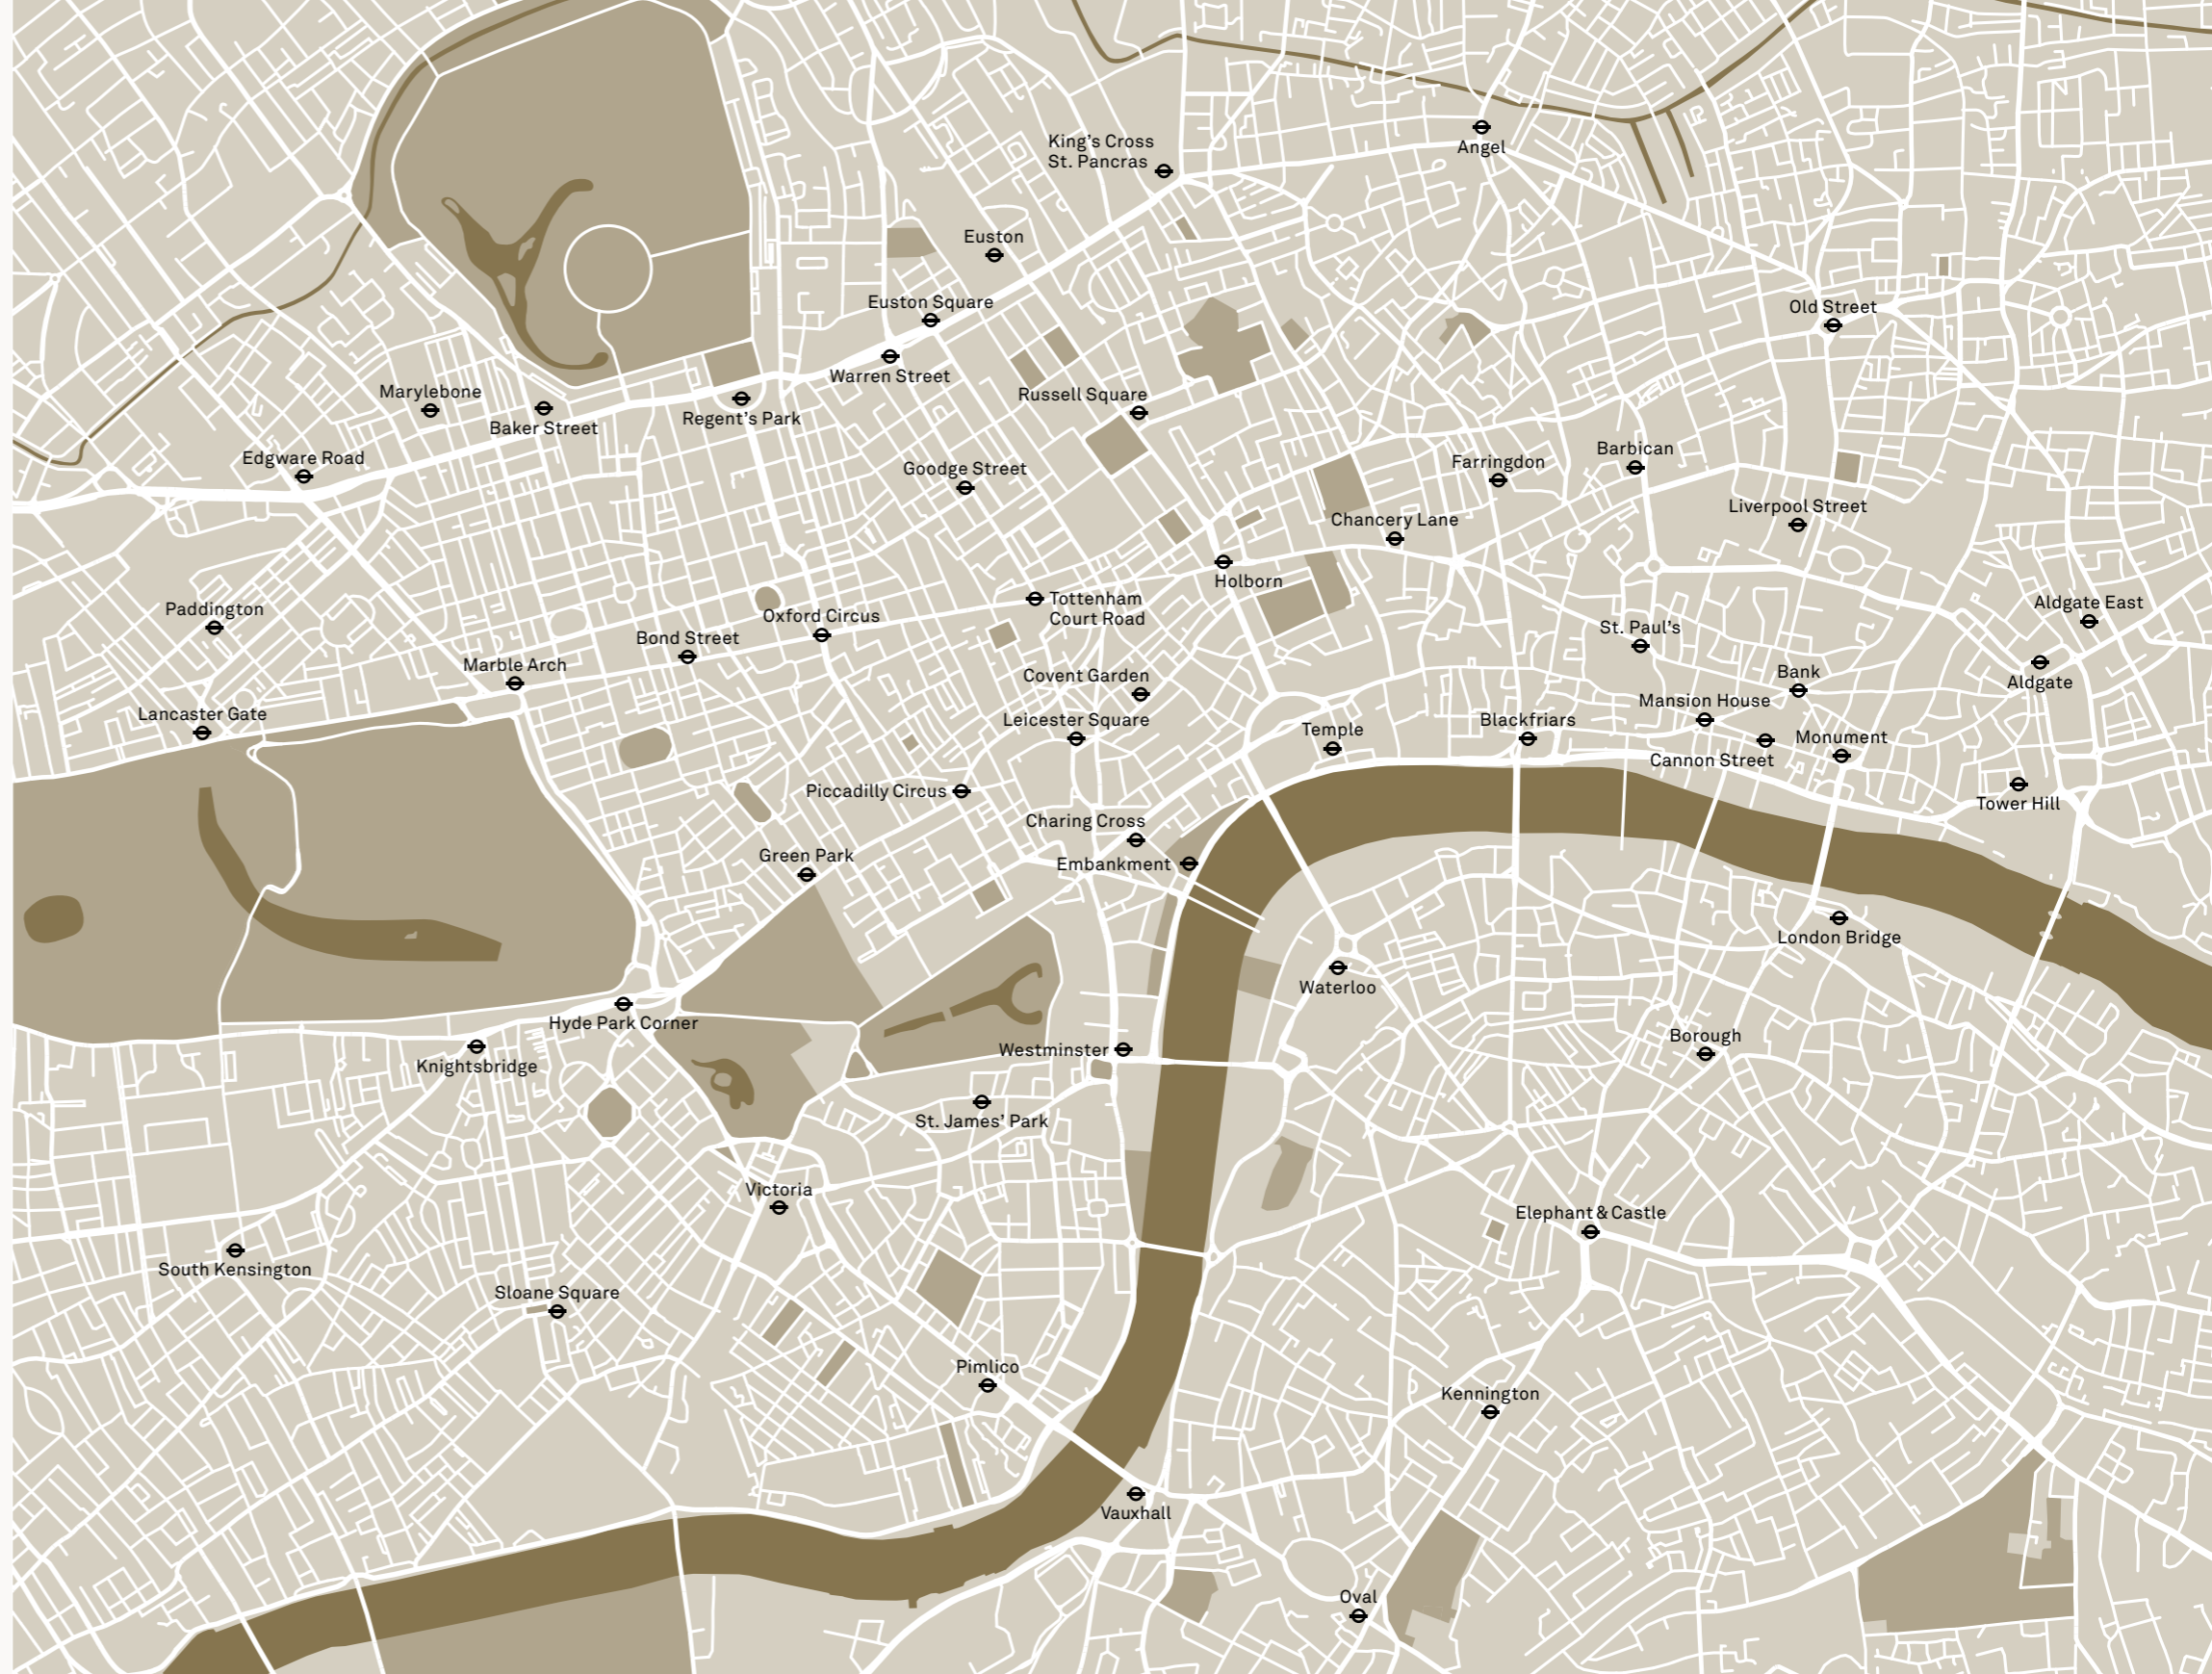 King's Cross
St. Pancras
Angel
Euston
Euston Square
Old Street
Warren Street
Marylebone
Baker Street
Regent's Park
Russell Square
Edgware Road
Goodge Street
Farringdon
Barbican
Liverpool Street
Chancery Lane
Holborn
Paddington
Tottenham
Court Road
Aldgate East
Oxford Circus
Bond Street
St. Paul's
Marble Arch
Covent Garden
Bank
Aldgate
Lancaster Gate
Leicester Square
Mansion House
Temple
Blackfriars
Monument
Cannon Street
Piccadilly Circus
Tower Hill
Charing Cross
Green Park
Embankment
London Bridge
Waterloo
Hyde Park Corner
Borough
Westminster
Knightsbridge
St. James' Park
Victoria
Elephant & Castle
South Kensington
Sloane Square
Pimlico
Kennington
Vauxhall
Oval